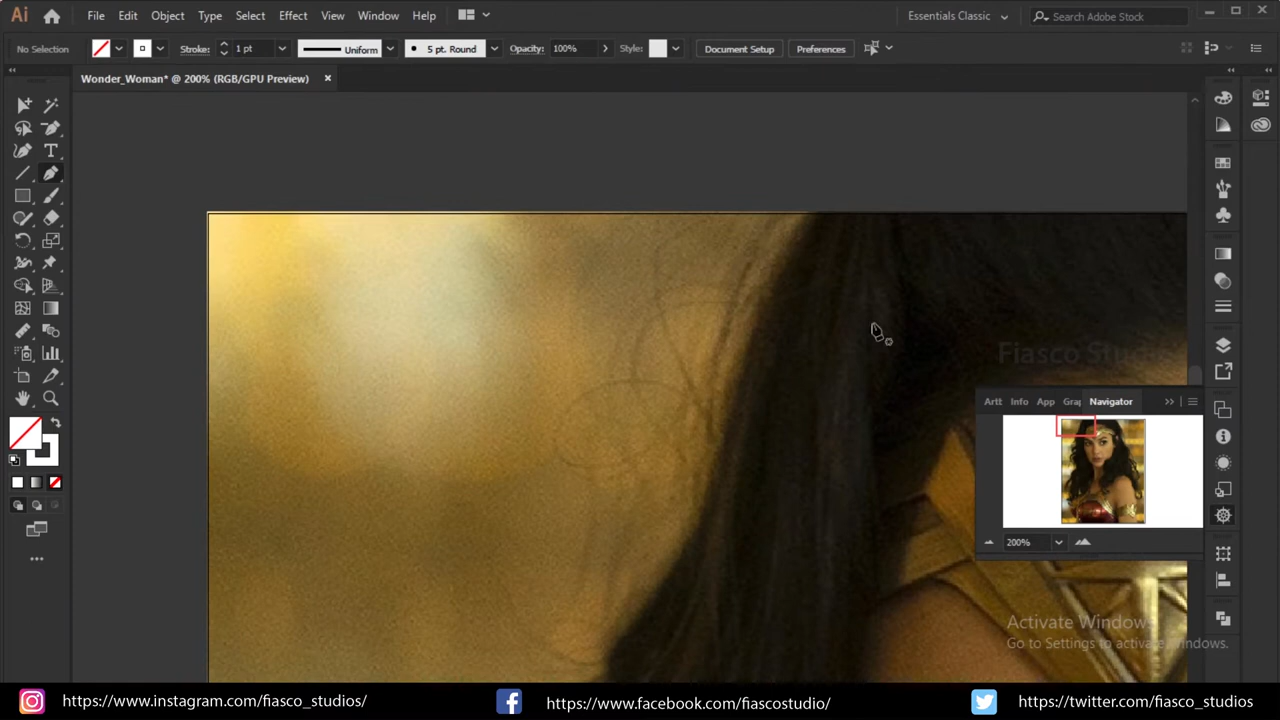 Ai File Edit Object Type Select Effect View Window Help Essentials Classic Search Adobe Stock
No Selection Stroke: 1 pt Uniform 5 pt. Round Opacity: 100% Style: Document Setup Preferences
Wonder_Woman* @ 200% (RGB/GPU Preview)
Fiasco Studio
Artt Info App Gra Navigator
200%
Activate Windows
Go to Settings to activate Windows.
https://www.instagram.com/fiasco_studios/ https://www.facebook.com/fiascostudio/ https://twitter.com/fiasco_studios